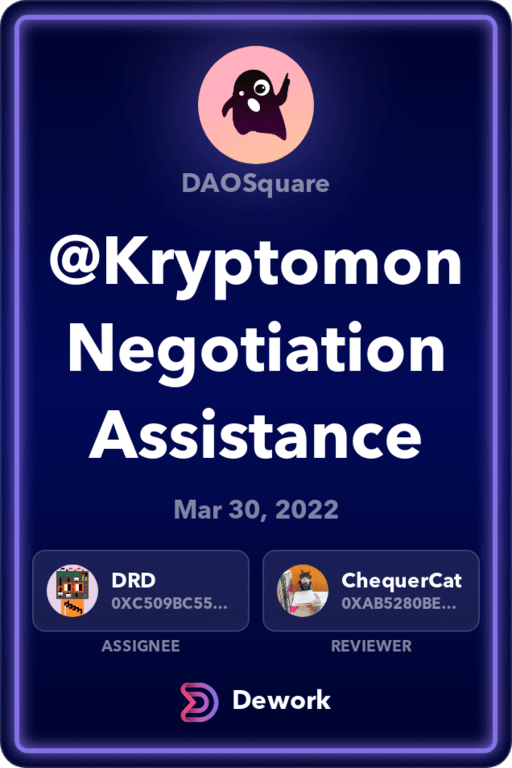 DAOSquare
@Kryptomon
Negotiation
Assistance
Mar 30, 2022
DRD
0XC509BC55...
ASSIGNEE
ChequerCat
0XAB5280BE...
REVIEWER
Dework